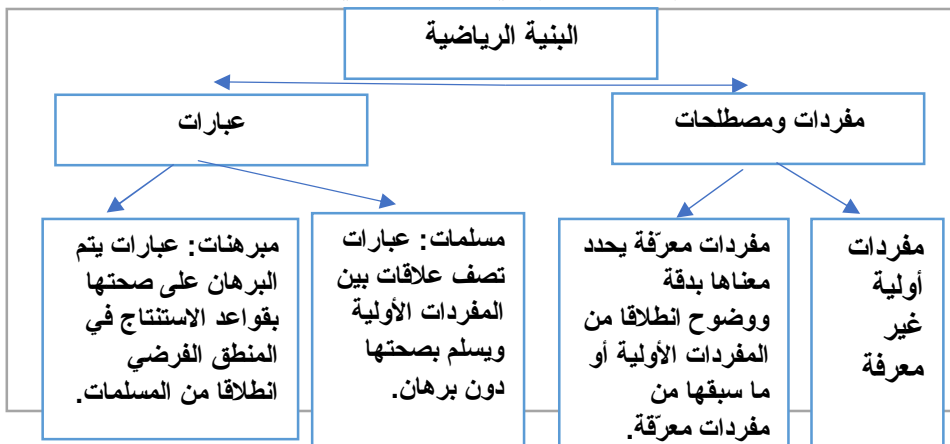 البنية الرياضية
مفردات ومصطلحات
عبارات
مفردات
أولية
غير
معرفة
مفردات معرّفة يحدد
معناها بدقة
ووضوح انطلاقا من
المفردات الأولية أو
ما سبقها من
مفردات معرّفة.
مسلمات: عبارات
تصف علاقات بين
المفردات الأولية
ويسلم بصحتها
دون برهان.
مبرهنات: عبارات يتم
البرهان على صحتها
بقواعد الاستنتاج في
المنطق الفرضي
انطلاقا من المسلمات.